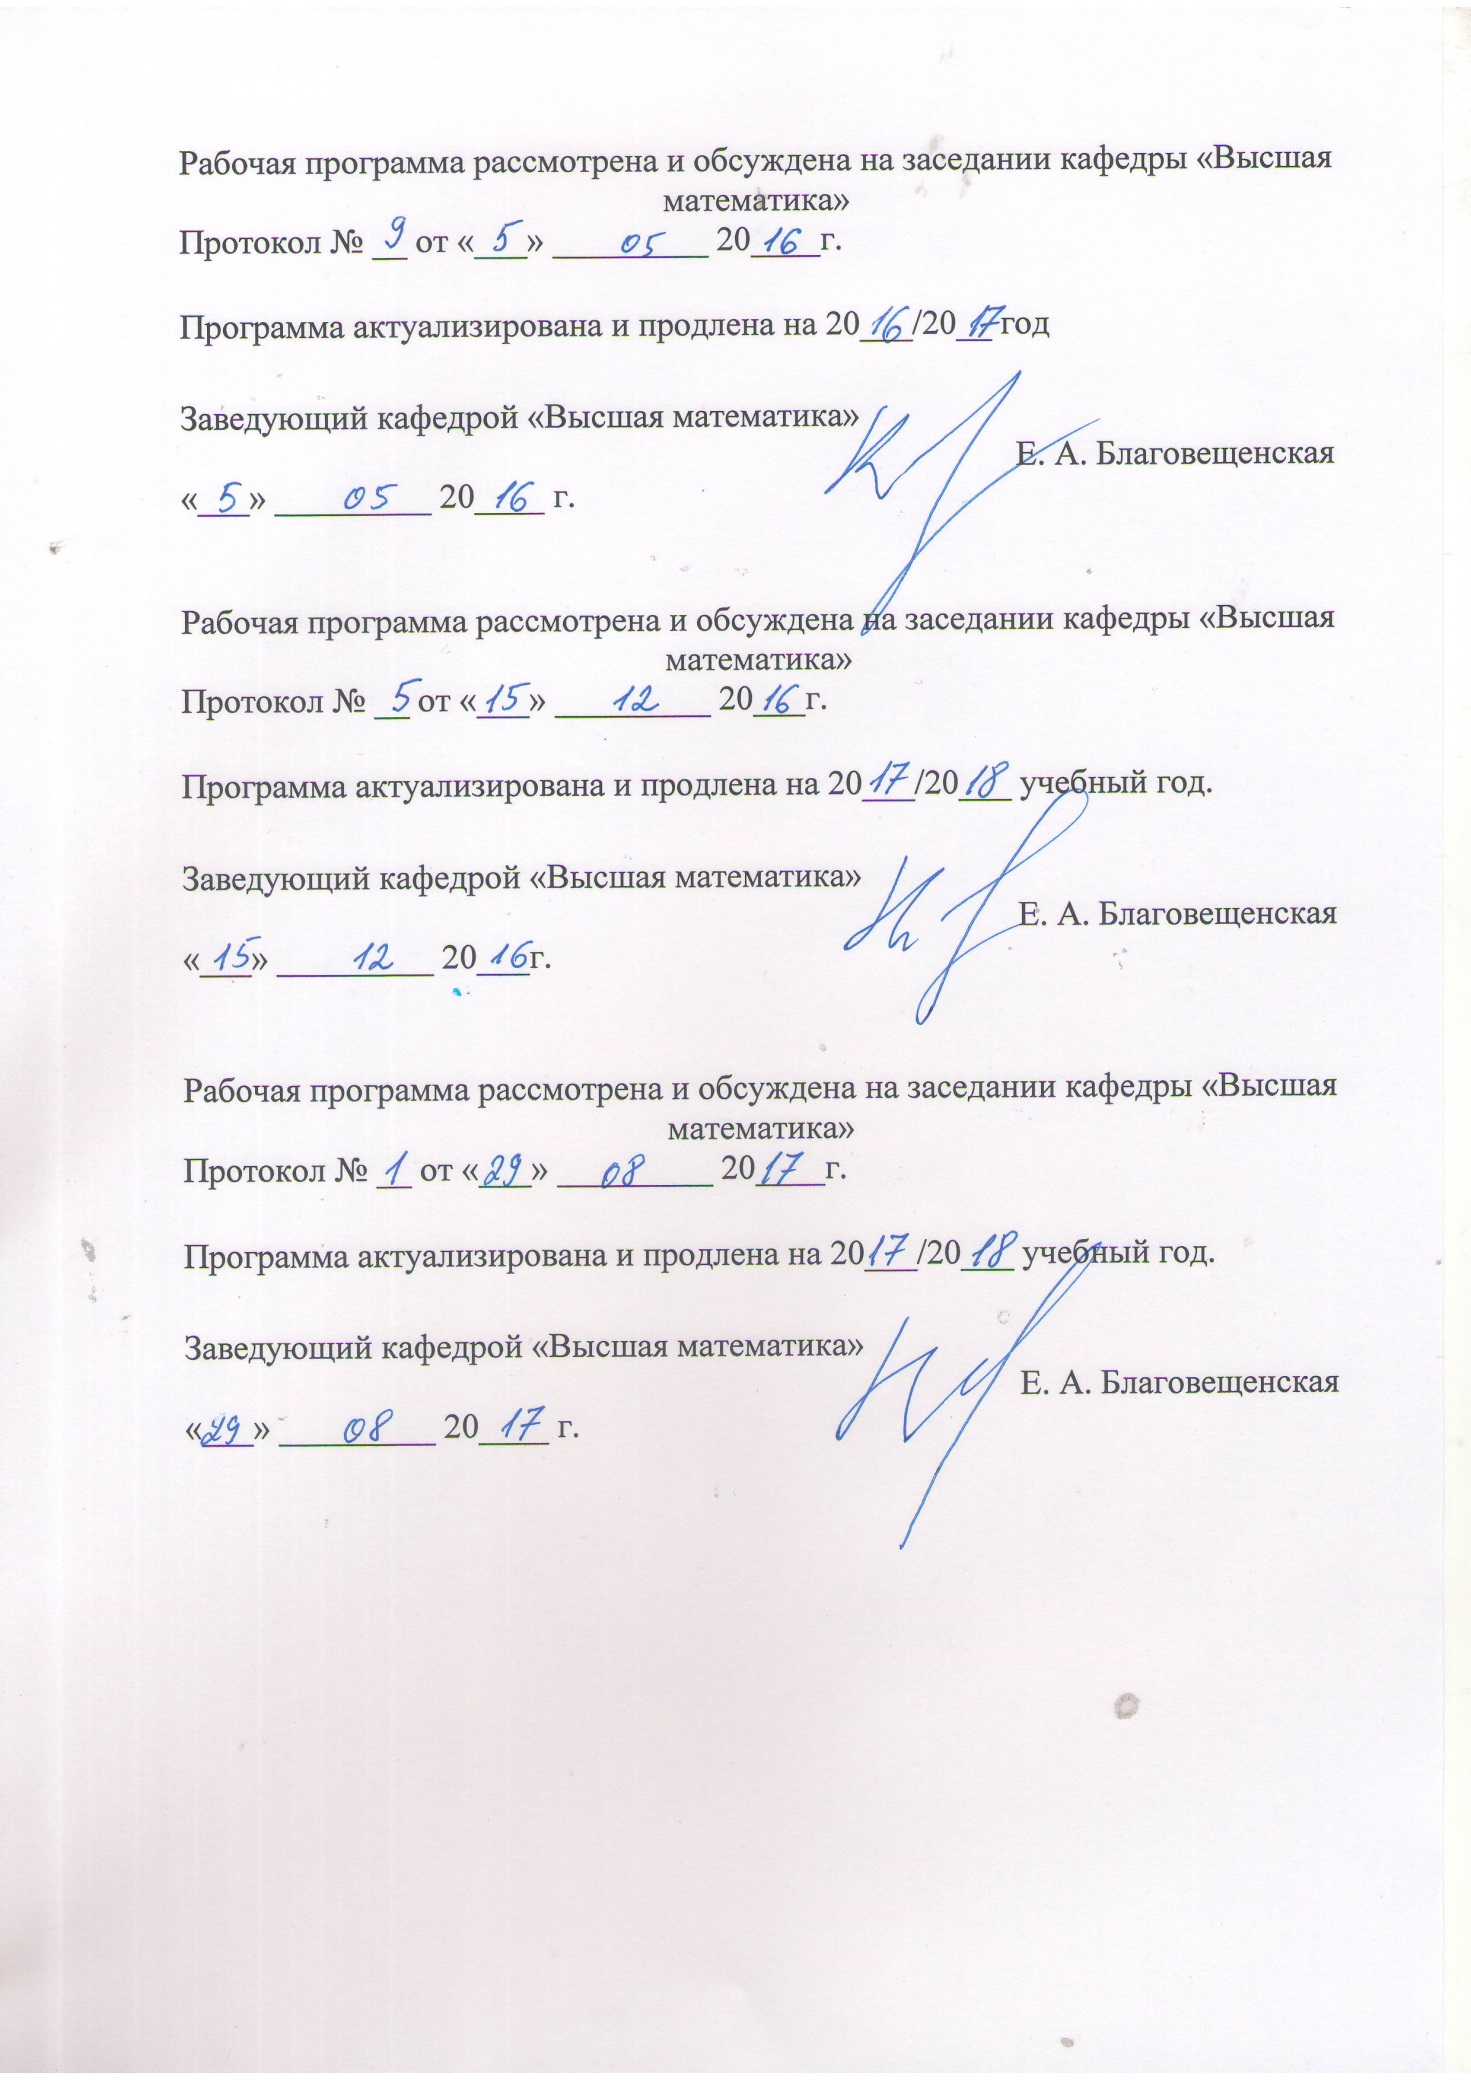 Рабочая программа рассмотрена и обсуждена на заседании кафедры «Высшая
математика»
Протокол № 9 от «5» 05 2016 г.
Программа актуализирована и продлена на 2016/2017 год
Заведующий кафедрой «Высшая математика»
Е. А. Благовещенская
«5» 05 2016 г.
Рабочая программа рассмотрена и обсуждена на заседании кафедры «Высшая
математика»
Протокол № 5 от «15» 12 2016 г.
Программа актуализирована и продлена на 2017/2018 учебный год.
Заведующий кафедрой «Высшая математика»
Е. А. Благовещенская
«15» 12 2016г.
Рабочая программа рассмотрена и обсуждена на заседании кафедры «Высшая
математика»
Протокол № 1 от «29» 08 2017 г.
Программа актуализирована и продлена на 2017/2018 учебный год.
Заведующий кафедрой «Высшая математика»
Е. А. Благовещенская
«29» 08 2017 г.